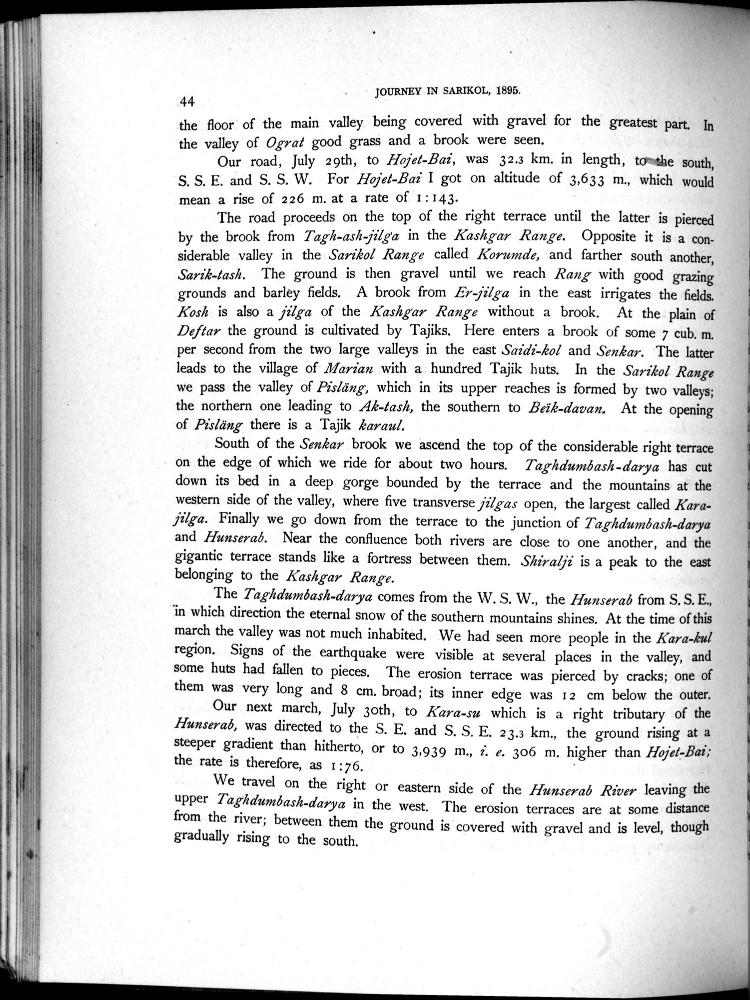 44
JOURNEY IN SARIKOL, 1895.
the floor of the main valley being covered with gravel for the greatest part. In
the valley of Ograt good grass and a brook were seen.
Our road, July 29th, to Hojet-Bai, was 32.3 km. in length, to the south,
S. S. E. and S. S. W. For Hojet-Bai I got on altitude of 3,633 m., which would
mean a rise of 226 m. at a rate of 1:143.
The road proceeds on the top of the right terrace until the latter is pierced
by the brook from Tagh-ash-jilga in the Kashgar Range. Opposite it is a con-
siderable valley in the Sarikol Range called Korumde, and farther south another,
Sarik-tash. The ground is then gravel until we reach Rang with good grazing
grounds and barley fields. A brook from Er-jilga in the east irrigates the fields.
Kosh is also a jilga of the Kashgar Range without a brook. At the plain of
Deftar the ground is cultivated by Tajiks. Here enters a brook of some 7 cub. m.
per second from the two large valleys in the east Saidi-kol and Senkar. The latter
leads to the village of Marian with a hundred Tajik huts. In the Sarikol Range
we pass the valley of Pisläng, which in its upper reaches is formed by two valleys;
the northern one leading to Ak-tash, the southern to Beïk-davan. At the opening
of Pisläng there is a Tajik karaul.
South of the Senkar brook we ascend the top of the considerable right terrace
on the edge of which we ride for about two hours. Taghdumbash-darya has cut
down its bed in a deep gorge bounded by the terrace and the mountains at the
western side of the valley, where five transverse jilgas open, the largest called Kara-
jilga. Finally we go down from the terrace to the junction of Taghdumbash-darya
and Hunserab. Near the confluence both rivers are close to one another, and the
gigantic terrace stands like a fortress between them. Shiralji is a peak to the east
belonging to the Kashgar Range.
The Taghdumbash-darya comes from the W. S. W., the Hunserab from S. S. E.,
in which direction the eternal snow of the southern mountains shines. At the time of this
march the valley was not much inhabited. We had seen more people in the Kara-kul
region. Signs of the earthquake were visible at several places in the valley, and
some huts had fallen to pieces. The erosion terrace was pierced by cracks; one of
them was very long and 8 cm. broad; its inner edge was 12 cm below the outer.
Our next march, July 30th, to Kara-su which is a right tributary of the
Hunserab, was directed to the S. E. and S. S. E. 23.3 km., the ground rising at a
steeper gradient than hitherto, or to 3,939 m., i. e. 306 m. higher than Hojet-Bai;
the rate is therefore, as 1:76.
We travel on the right or eastern side of the Hunserab River leaving the
upper Taghdumbash-darya in the west. The erosion terraces are at some distance
from the river; between them the ground is covered with gravel and is level, though
gradually rising to the south.